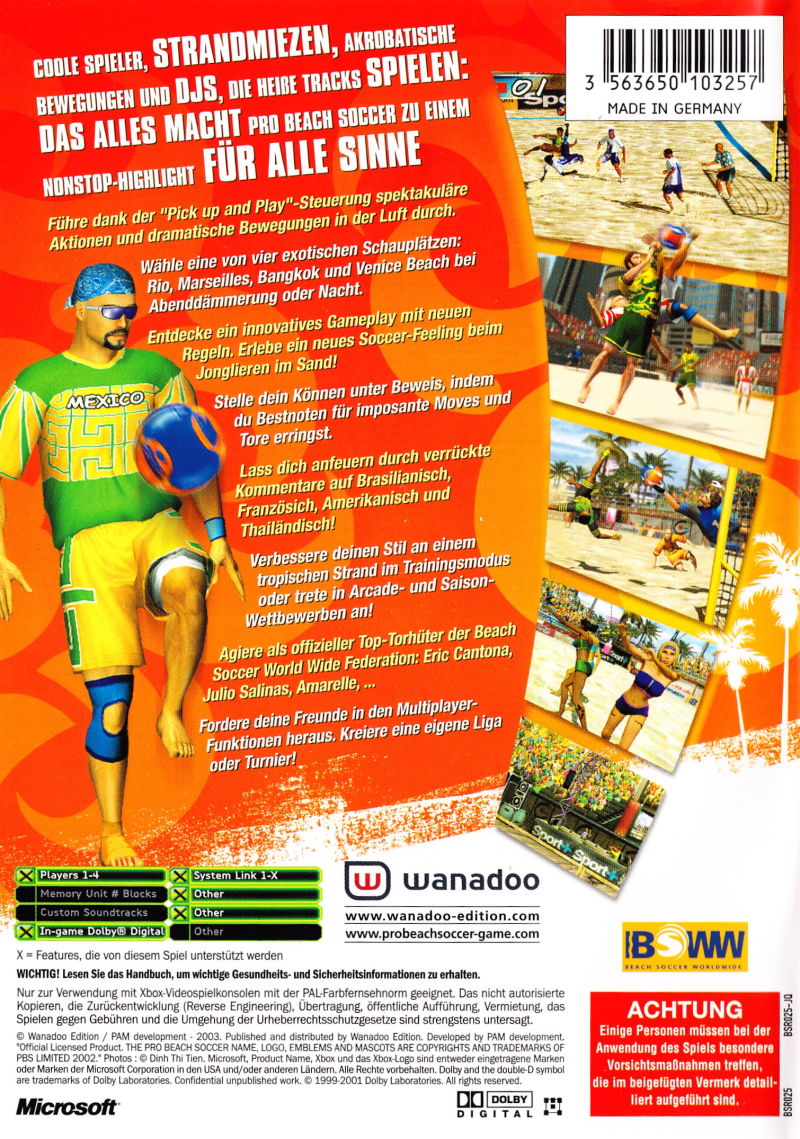 COOLE SPIELER, STRANDMIEZEN, AKROBATISCHE
BEWEGUNGEN UND DJS, DIE HEIßE TRACKS SPIELEN:
DAS ALLES MACHT PRO BEACH SOCCER ZU EINEM
NONSTOP-HIGHLIGHT FÜR ALLE SINNE
3 563650 103257
MADE IN GERMANY
Führe dank der "Pick up and Play"-Steuerung spektakuläre
Aktionen und dramatische Bewegungen in der Luft durch.
Wähle eine von vier exotischen Schauplätzen:
Rio, Marseilles, Bangkok und Venice Beach bei
Abenddämmerung oder Nacht.
Entdecke ein innovatives Gameplay mit neuen
Regeln. Erlebe ein neues Soccer-Feeling beim
Jonglieren im Sand!
MEXICO
Stelle dein Können unter Beweis, indem
du Bestnoten für imposante Moves und
Tore erringst.
Lass dich anfeuern durch verrückte
Kommentare auf Brasilianisch,
Französich, Amerikanisch und
Thailändisch!
Verbessere deinen Stil an einem
tropischen Strand im Trainingsmodus
oder trete in Arcade- und Saison-
Wettbewerben an!
Agiere als offizieller Top-Torhüter der Beach
Soccer World Wide Federation: Eric Cantona,
Julio Salinas, Amarelle, ...
Fordere deine Freunde in den Multiplayer-
Funktionen heraus. Kreiere eine eigene Liga
oder Turnier!
Sport+ Sport+
X Players 1-4
X System Link 1-X
Memory Unit # Blocks
X Other
Custom Soundtracks
X Other
X In-game Dolby® Digital
Other
wanadoo
www.wanadoo-edition.com
www.probeachsoccer-game.com
BSWW
BEACH SOCCER WORLDWIDE
X = Features, die von diesem Spiel unterstützt werden
WICHTIG! Lesen Sie das Handbuch, um wichtige Gesundheits- und Sicherheitsinformationen zu erhalten.
Nur zur Verwendung mit Xbox-Videospielkonsolen mit der PAL-Farbfernsehnorm geeignet. Das nicht autorisierte
Kopieren, die Zurückentwicklung (Reverse Engineering), Übertragung, öffentliche Aufführung, Vermietung, das
Spielen gegen Gebühren und die Umgehung der Urheberrechtsschutzgesetze sind strengstens untersagt.
© Wanadoo Edition / PAM development - 2003. Published and distributed by Wanadoo Edition. Developed by PAM development.
"Official Licensed Product. THE PRO BEACH SOCCER NAME, LOGO, EMBLEMS AND MASCOTS ARE COPYRIGHTS AND TRADEMARKS OF
PBS LIMITED 2002." Photos : © Dinh Thi Tien. Microsoft, Product Name, Xbox und das Xbox-Logo sind entweder eingetragene Marken
oder Marken der Microsoft Corporation in den USA und/oder anderen Ländern. Alle Rechte vorbehalten. Dolby and the double-D symbol
are trademarks of Dolby Laboratories. Confidential unpublished work. © 1999-2001 Dolby Laboratories. All rights reserved.
Microsoft
DOLBY
DIGITAL
ACHTUNG
Einige Personen müssen bei der
Anwendung des Spiels besondere
Vorsichtsmaßnahmen treffen,
die im beigefügten Vermerk detail-
liert aufgeführt sind.
BSR025-JQ
BSR025